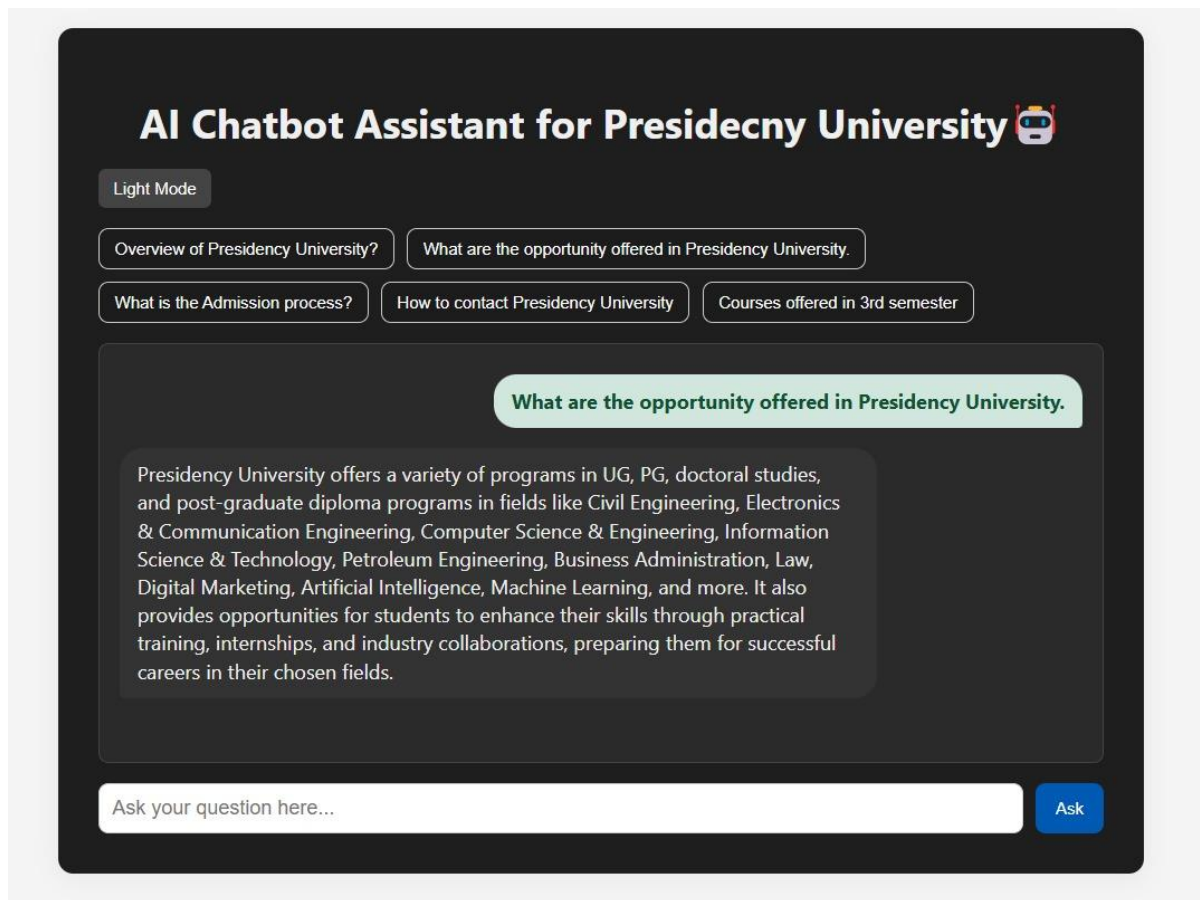 AI Chatbot Assistant for Presidecny University
Light Mode
Overview of Presidency University?
What are the opportunity offered in Presidency University.
What is the Admission process?
How to contact Presidency University
Courses offered in 3rd semester
What are the opportunity offered in Presidency University.
Presidency University offers a variety of programs in UG, PG, doctoral studies,
and post-graduate diploma programs in fields like Civil Engineering, Electronics
& Communication Engineering, Computer Science & Engineering, Information
Science & Technology, Petroleum Engineering, Business Administration, Law,
Digital Marketing, Artificial Intelligence, Machine Learning, and more. It also
provides opportunities for students to enhance their skills through practical
training, internships, and industry collaborations, preparing them for successful
careers in their chosen fields.
Ask your question here...
Ask